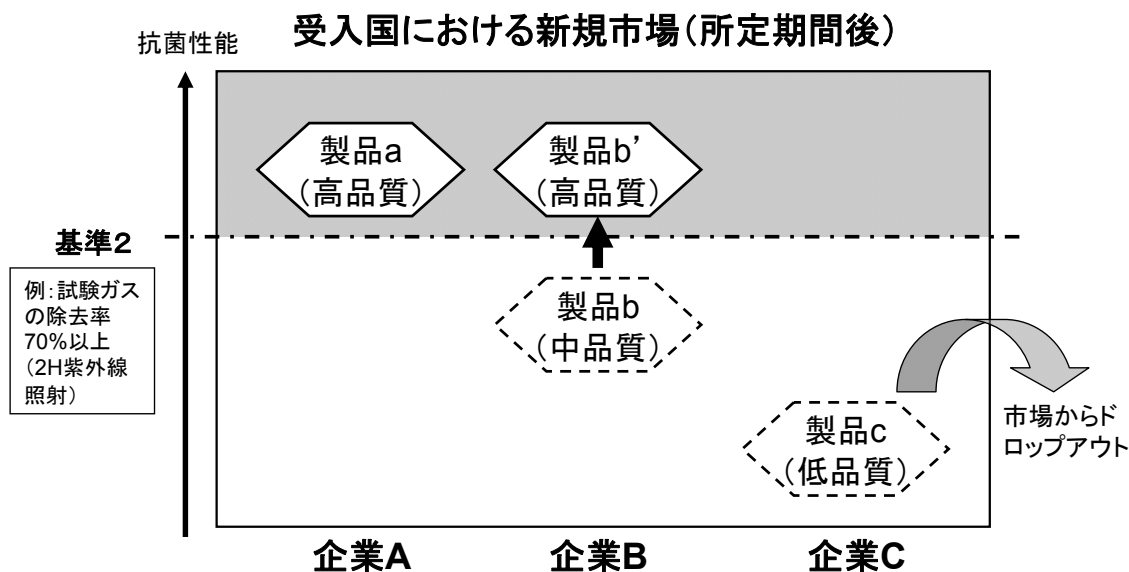 受入国における新規市場(所定期間後)
抗菌性能
製品a
(高品質)
製品b’
(高品質)
基準2
例:試験ガス
の除去率
70%以上
(2H紫外線
照射)
製品b
(中品質)
製品c
(低品質)
市場からド
ロップアウト
企業A
企業B
企業C